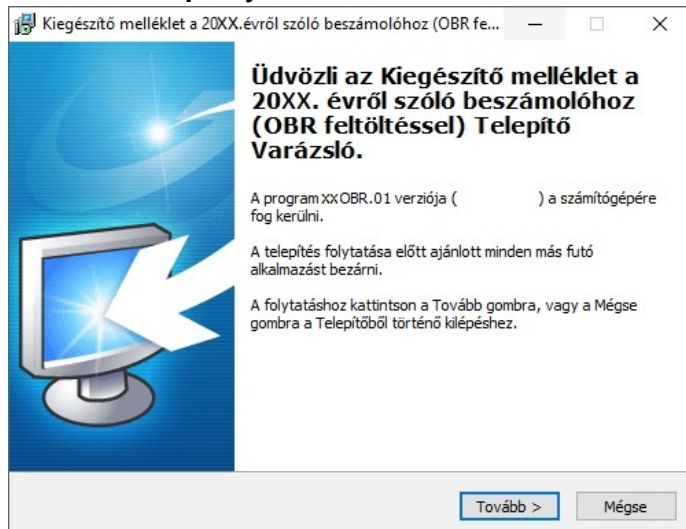 Kiegészítő melléklet a 20XX.évről szóló beszámolóhoz (OBR fe...
Üdvözli az Kiegészítő melléklet a
20XX. évről szóló beszámolóhoz
(OBR feltöltéssel) Telepítő
Varázsló.
A program xxOBR.01 verziója ( ) a számítógépére
fog kerülni.
A telepítés folytatása előtt ajánlott minden más futó
alkalmazást bezárni.
A folytatáshoz kattintson a Tovább gombra, vagy a Mégse
gombra a Telepítőből történő kilépéshez.
Tovább >
Mégse